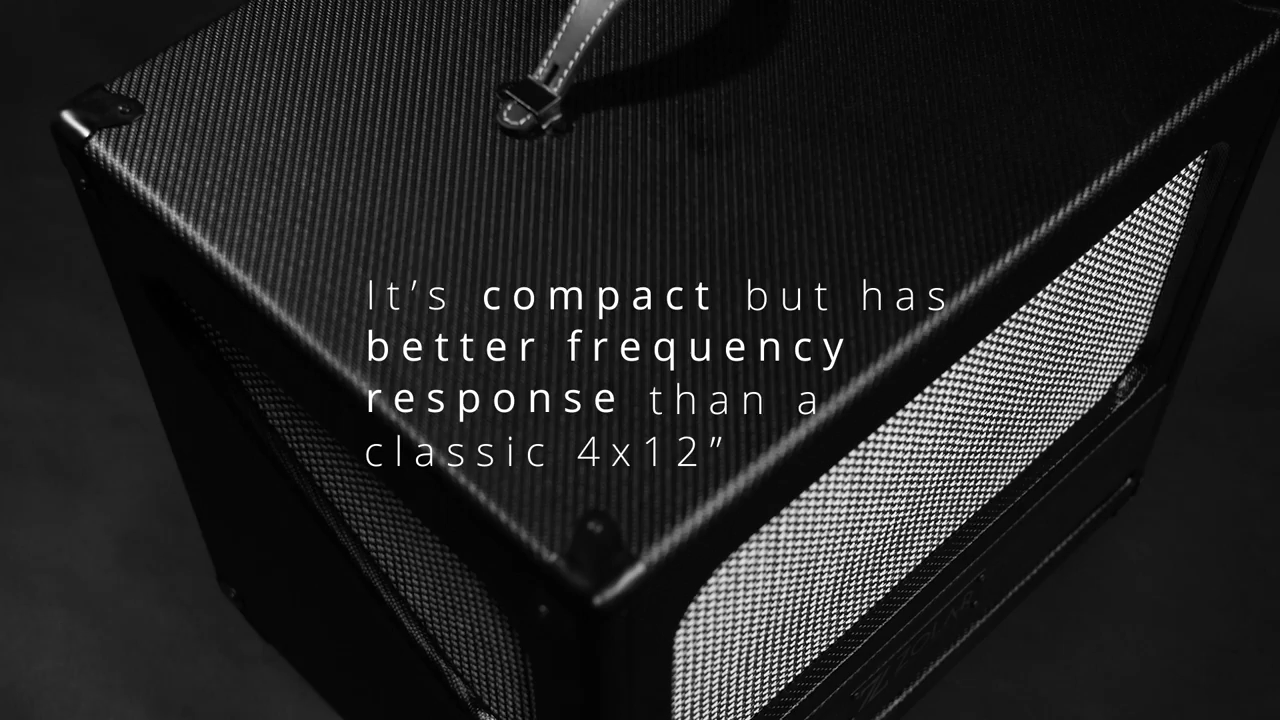 It’s compact but has
better frequency
response than a
classic 4x12”